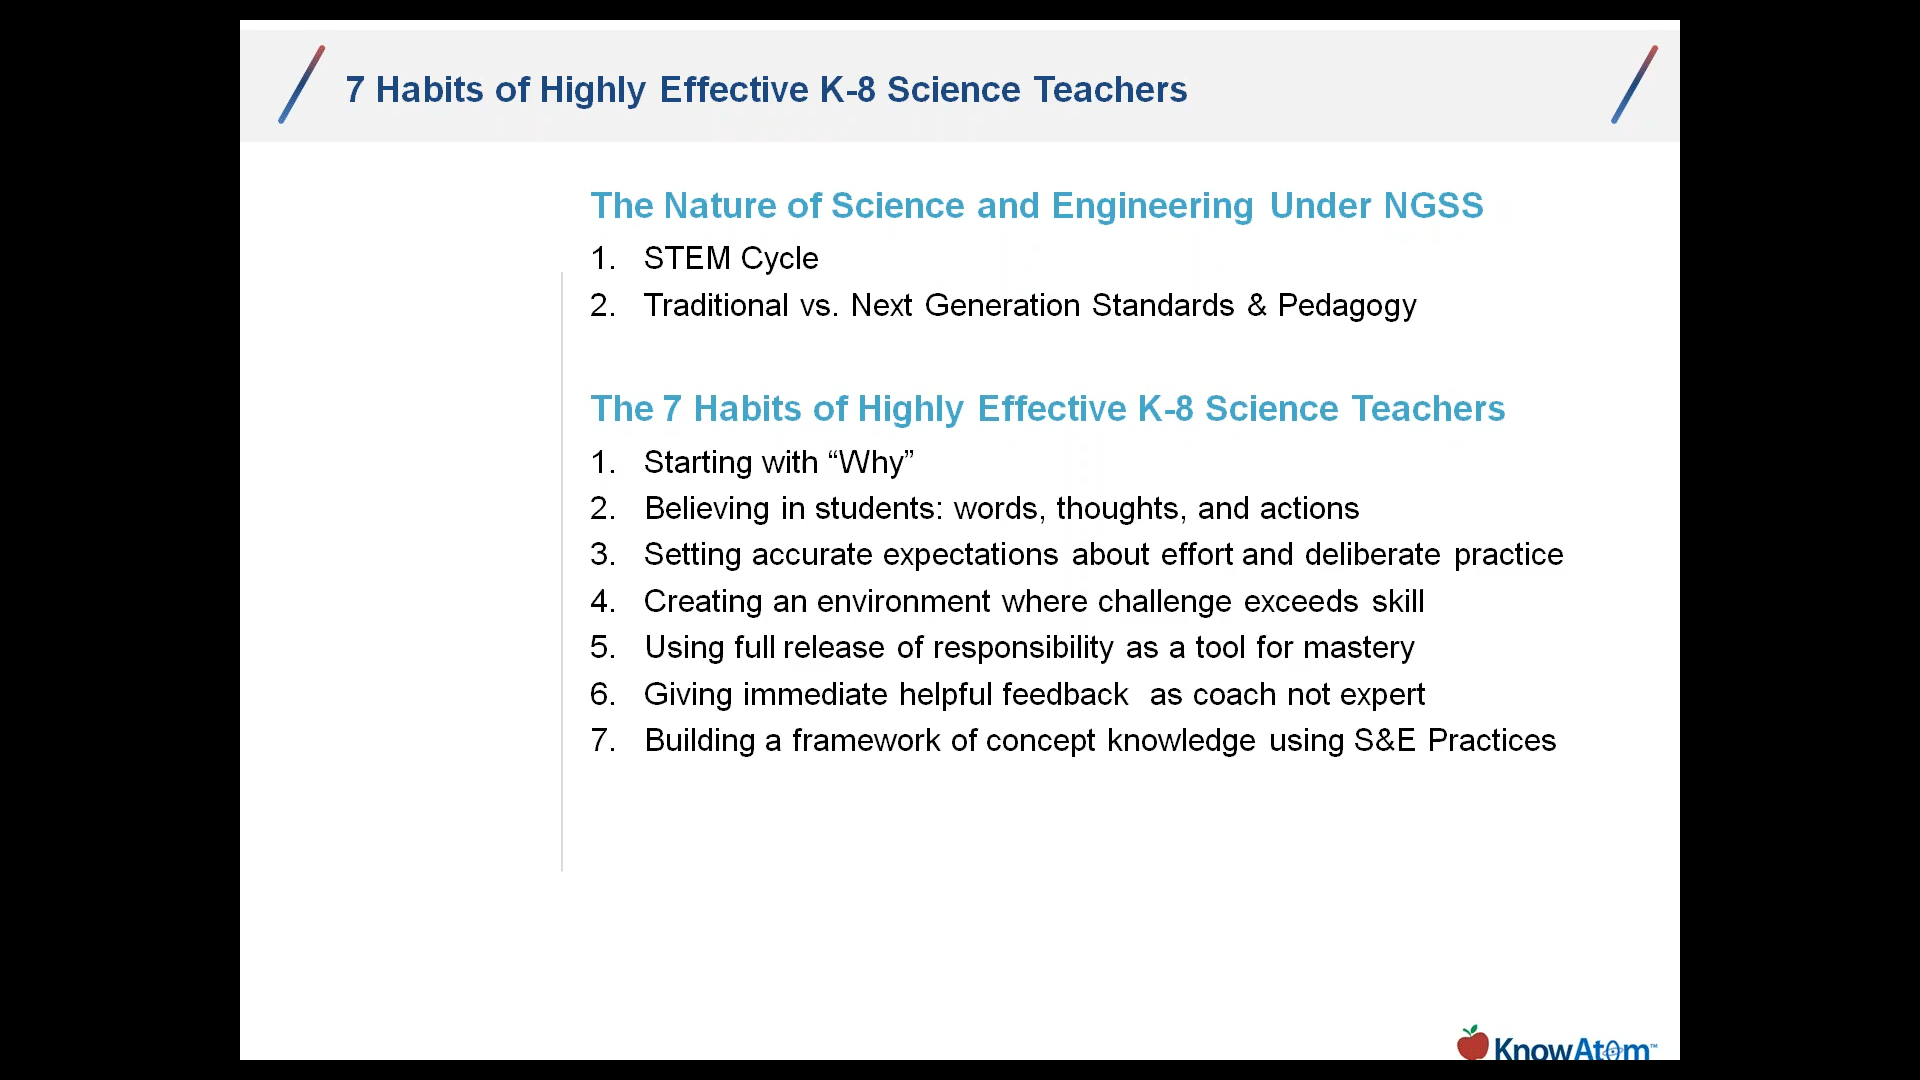 7 Habits of Highly Effective K-8 Science Teachers
The Nature of Science and Engineering Under NGSS
1. STEM Cycle
2. Traditional vs. Next Generation Standards & Pedagogy
The 7 Habits of Highly Effective K-8 Science Teachers
1. Starting with “Why”
2. Believing in students: words, thoughts, and actions
3. Setting accurate expectations about effort and deliberate practice
4. Creating an environment where challenge exceeds skill
5. Using full release of responsibility as a tool for mastery
6. Giving immediate helpful feedback  as coach not expert
7. Building a framework of concept knowledge using S&E Practices
KnowAtom™